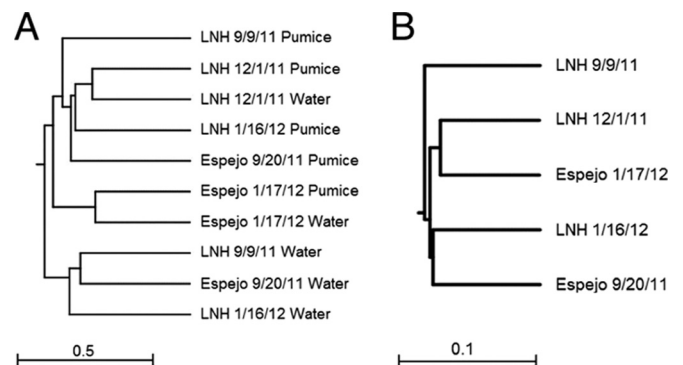 A
LNH 9/9/11 Pumice
LNH 12/1/11 Pumice
LNH 12/1/11 Water
LNH 1/16/12 Pumice
Espejo 9/20/11 Pumice
Espejo 1/17/12 Pumice
Espejo 1/17/12 Water
LNH 9/9/11 Water
Espejo 9/20/11 Water
LNH 1/16/12 Water
0.5
B
LNH 9/9/11
LNH 12/1/11
Espejo 1/17/12
LNH 1/16/12
Espejo 9/20/11
0.1